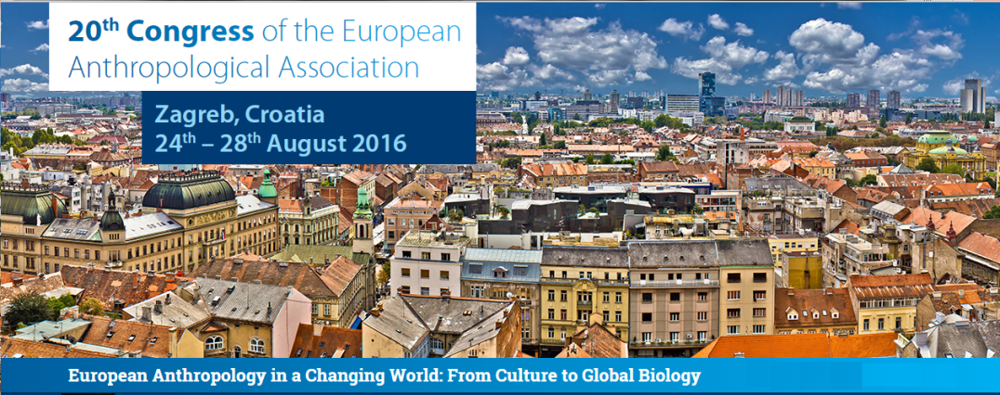 20th Congress of the European
Anthropological Association
Zagreb, Croatia
24th – 28th August 2016
European Anthropology in a Changing World: From Culture to Global Biology